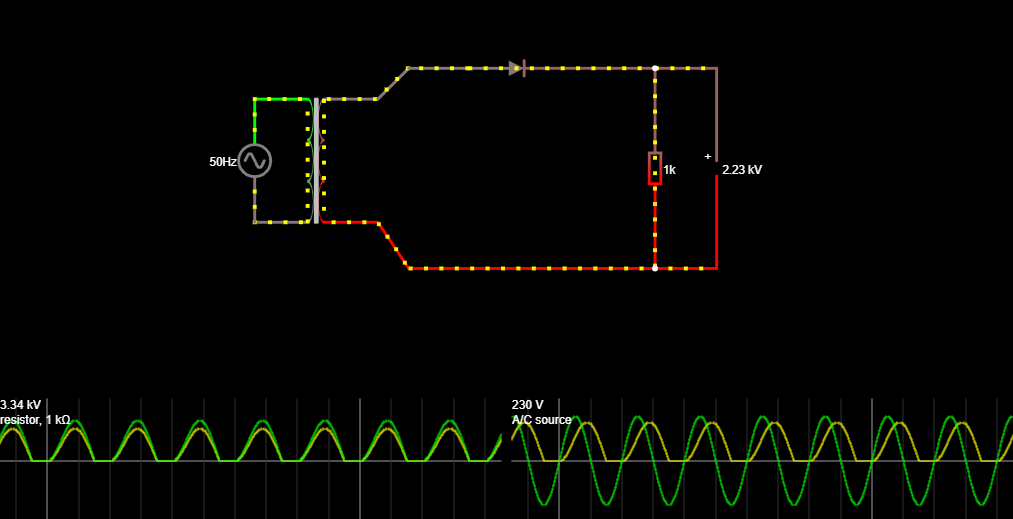 50Hz
+
1k
2.23 kV
3.34 kV
resistor, 1 kΩ
230 V
A/C source